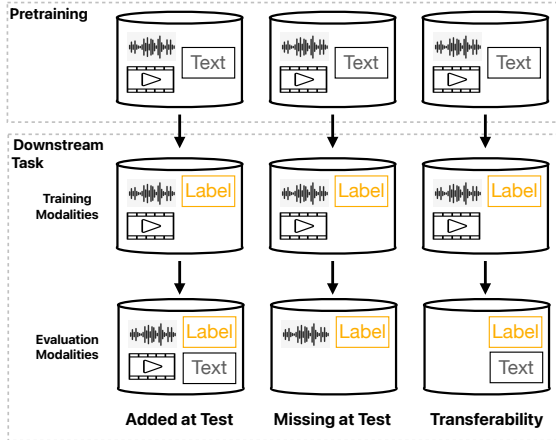 Pretraining
Text Text Text
Downstream
Task
Training
Modalities
Label Label Label
Evaluation
Modalities
Label Label Label
Text Text
Added at Test Missing at Test Transferability